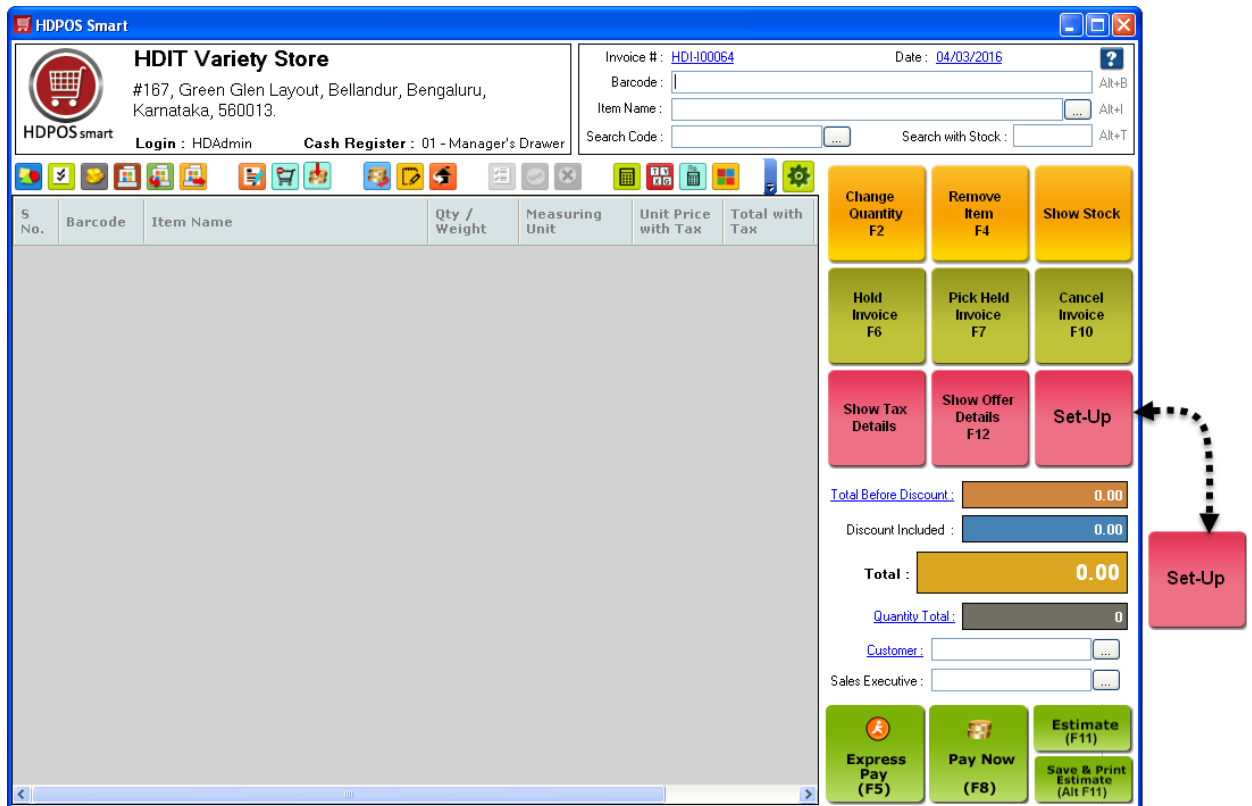 HDPOS Smart
HDPOS smart
HDIT Variety Store
#167, Green Glen Layout, Bellandur, Bengaluru,
Karnataka, 560013.
Login : HDAdmin Cash Register : 01 - Manager's Drawer
Invoice # : HDI-I00064 Date : 04/03/2016 ?
Barcode : Alt+B
Item Name : ... Alt+I
Search Code : ... Search with Stock : Alt+T
S
No.
Barcode
Item Name
Qty /
Weight
Measuring
Unit
Unit Price
with Tax
Total with
Tax
Change
Quantity
F2
Remove
Item
F4
Show Stock
Hold
Invoice
F6
Pick Held
Invoice
F7
Cancel
Invoice
F10
Show Tax
Details
Show Offer
Details
F12
Set-Up
Total Before Discount : 0.00
Discount Included : 0.00
Total : 0.00
Quantity Total : 0
Customer : ...
Sales Executive : ...
Express
Pay
(F5)
Pay Now
(F8)
Estimate
(F11)
Save & Print
Estimate
(Alt F11)
Set-Up